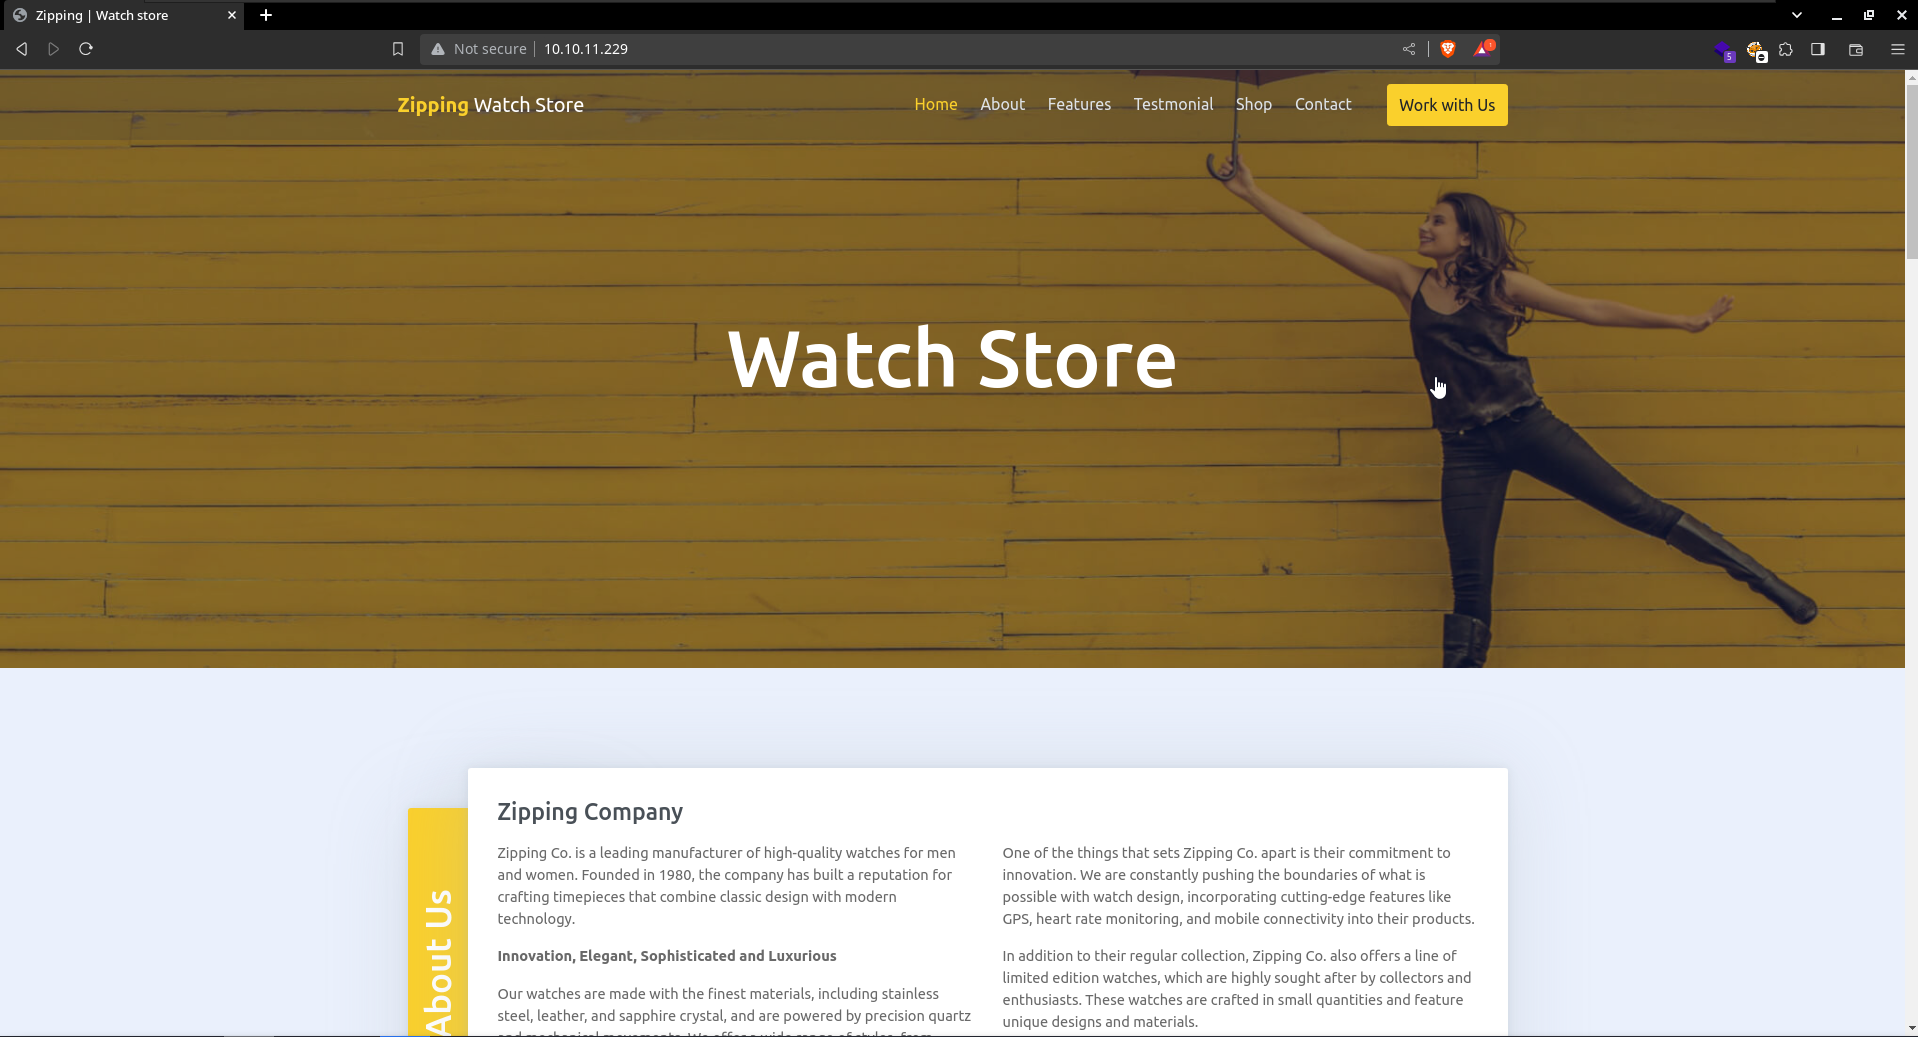 Zipping | Watch store
Not secure
10.10.11.229
5
1
Zipping Watch Store
Home
About
Features
Testmonial
Shop
Contact
Work with Us
Watch Store
About Us
Zipping Company
Zipping Co. is a leading manufacturer of high-quality watches for men
and women. Founded in 1980, the company has built a reputation for
crafting timepieces that combine classic design with modern
technology.
Innovation, Elegant, Sophisticated and Luxurious
Our watches are made with the finest materials, including stainless
steel, leather, and sapphire crystal, and are powered by precision quartz
One of the things that sets Zipping Co. apart is their commitment to
innovation. We are constantly pushing the boundaries of what is
possible with watch design, incorporating cutting-edge features like
GPS, heart rate monitoring, and mobile connectivity into their products.
In addition to their regular collection, Zipping Co. also offers a line of
limited edition watches, which are highly sought after by collectors and
enthusiasts. These watches are crafted in small quantities and feature
unique designs and materials.